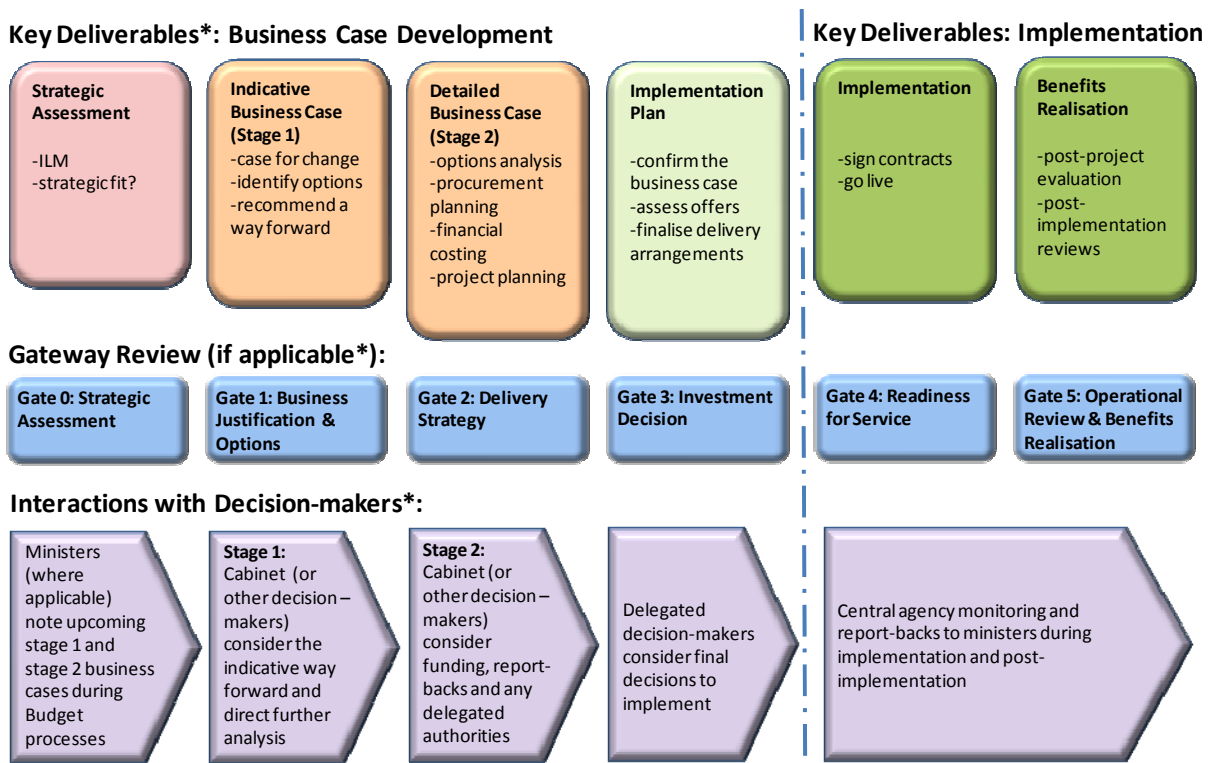 Key Deliverables*: Business Case Development
Key Deliverables: Implementation
Strategic
Assessment
-ILM
-strategic fit?
Indicative
Business Case
(Stage 1)
-case for change
-identify options
-recommend a
way forward
Detailed
Business Case
(Stage 2)
-options analysis
-procurement
planning
-financial
costing
-project planning
Implementation
Plan
-confirm the
business case
-assess offers
-finalise delivery
arrangements
Implementation
-sign contracts
-go live
Benefits
Realisation
-post-project
evaluation
-post-
implementation
reviews
Gateway Review (if applicable*):
Gate 0: Strategic
Assessment
Gate 1: Business
Justification &
Options
Gate 2: Delivery
Strategy
Gate 3: Investment
Decision
Gate 4: Readiness
for Service
Gate 5: Operational
Review & Benefits
Realisation
Interactions with Decision-makers*:
Ministers
(where
applicable)
note upcoming
stage 1 and
stage 2 business
cases during
Budget
processes
Stage 1:
Cabinet (or
other decision –
makers)
consider the
indicative way
forward and
direct further
analysis
Stage 2:
Cabinet (or
other decision –
makers)
consider
funding, report-
backs and any
delegated
authorities
Delegated
decision-makers
consider final
decisions to
implement
Central agency monitoring and
report-backs to ministers during
implementation and post-
implementation